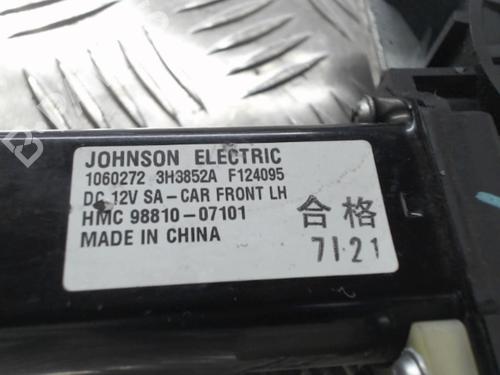 JOHNSON ELECTRIC
1060272 3H3852A F124095
DC 12V SA-CAR FRONT LH
HMC 98810-07101
MADE IN CHINA
合格
7I.21